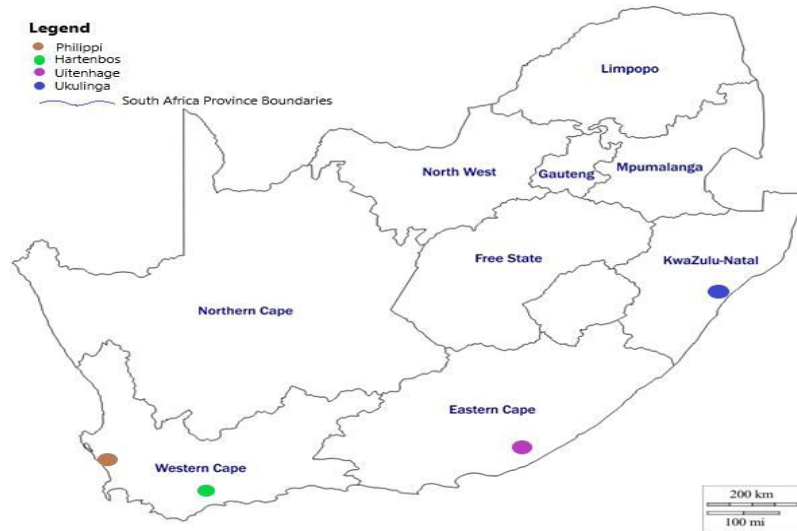 Legend
Philippi
Hartenbos
Uitenhage
Ukulinga
South Africa Province Boundaries
Limpopo
North West
Gauteng
Mpumalanga
Free State
KwaZulu-Natal
Northern Cape
Eastern Cape
Western Cape
200 km
100 mi